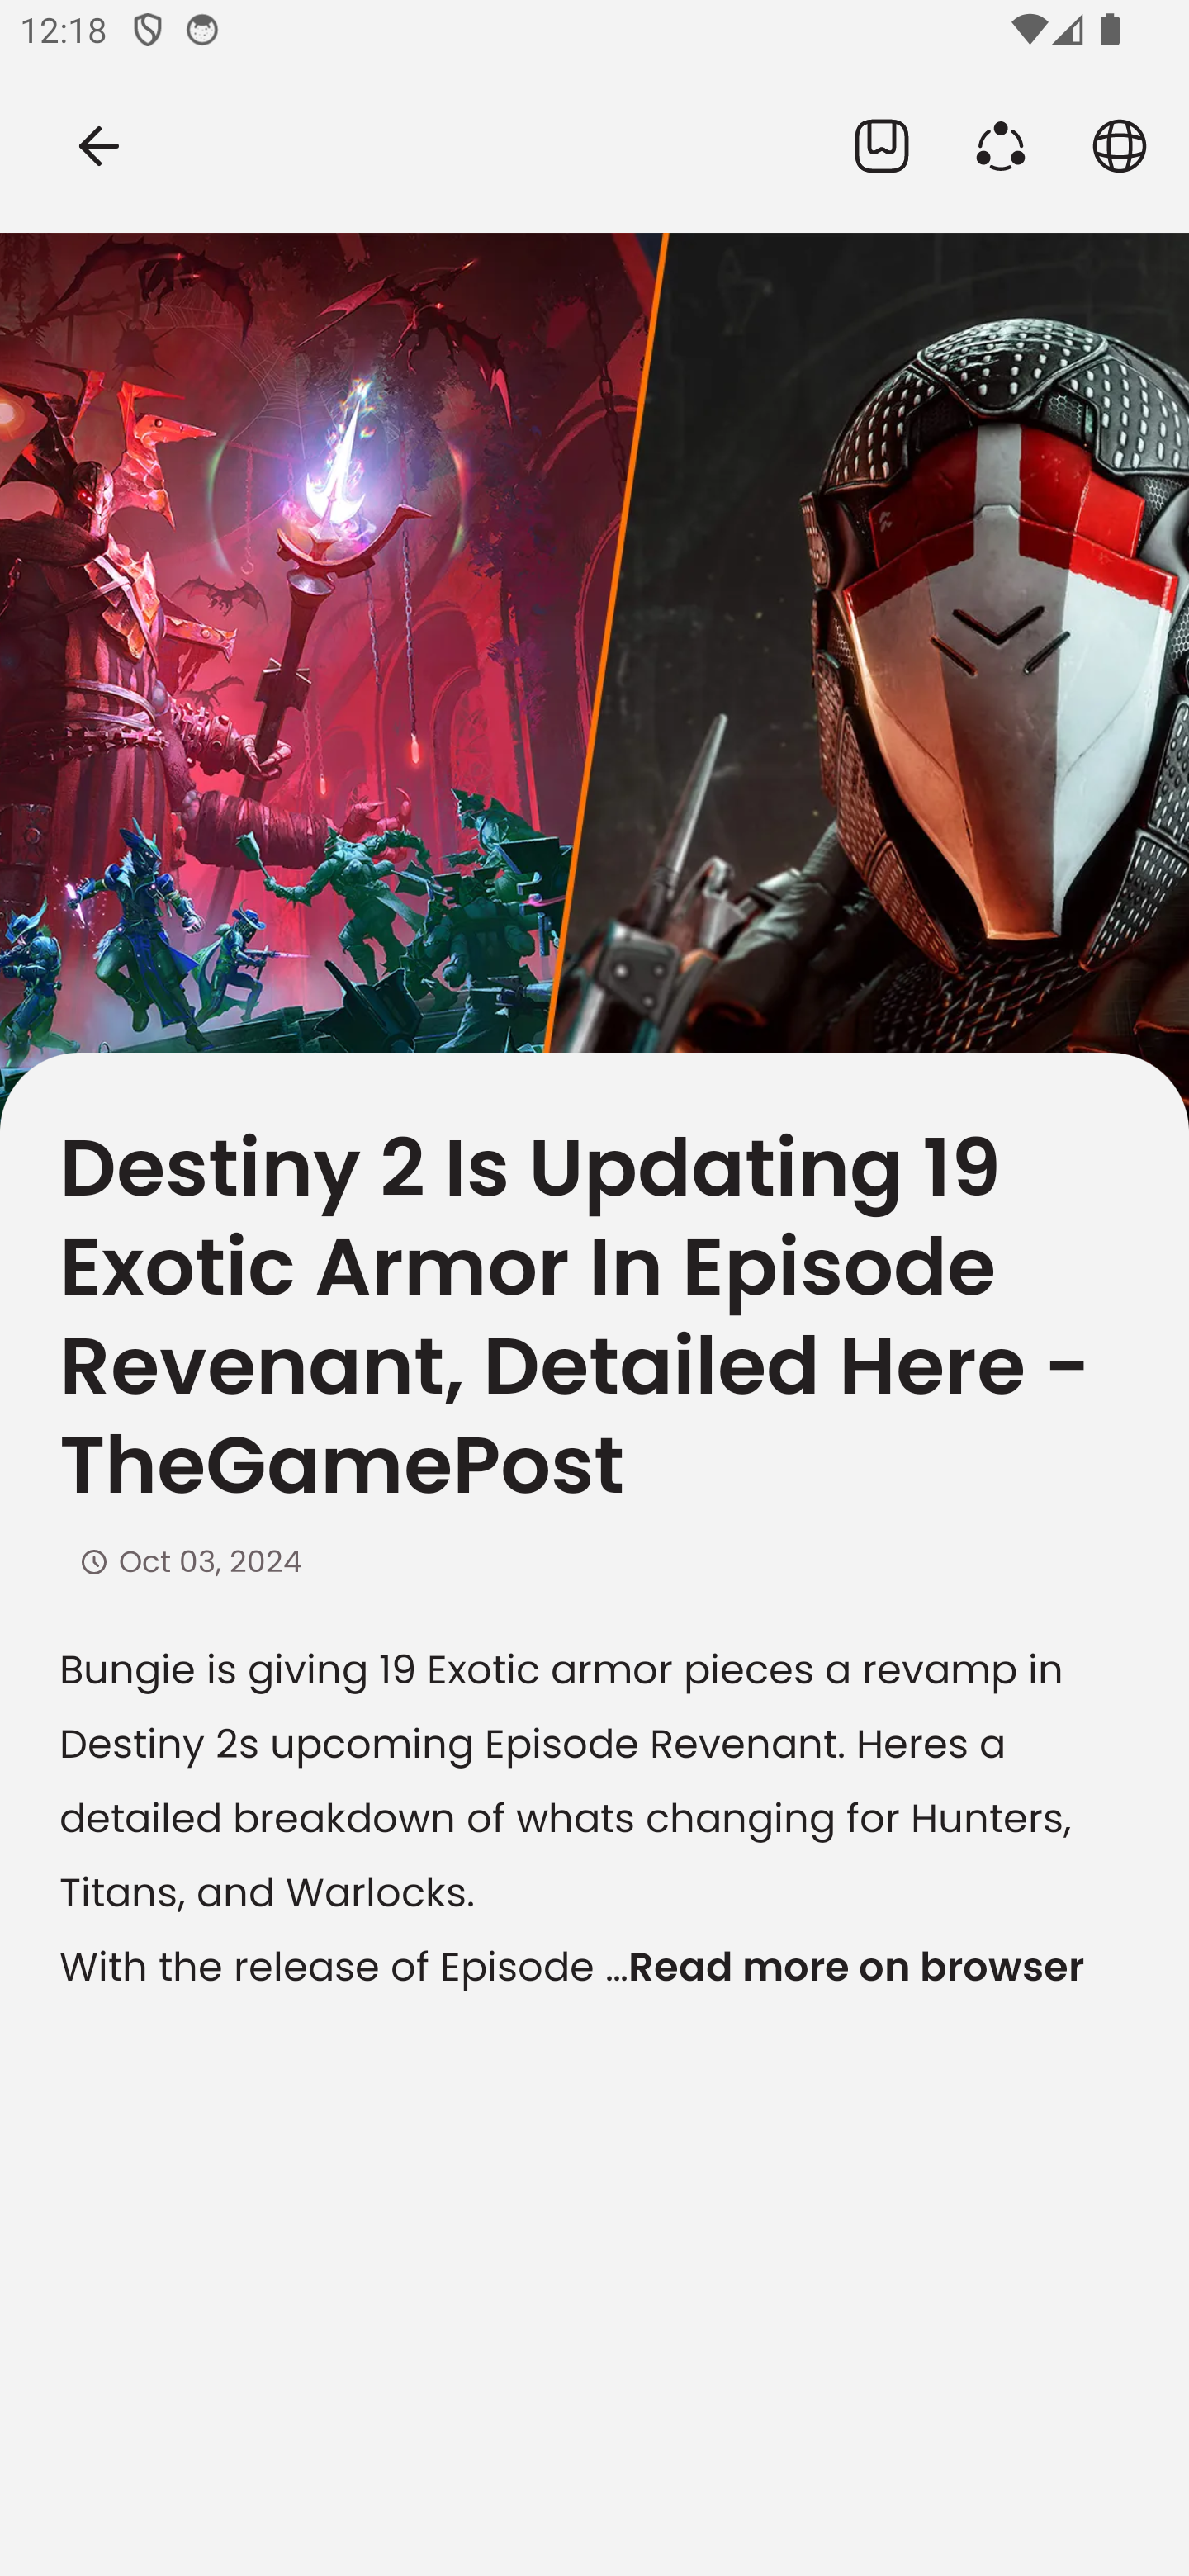 12:18
Destiny 2 Is Updating 19
Exotic Armor In Episode
Revenant, Detailed Here -
TheGamePost
Oct 03, 2024
Bungie is giving 19 Exotic armor pieces a revamp in
Destiny 2s upcoming Episode Revenant. Heres a
detailed breakdown of whats changing for Hunters,
Titans, and Warlocks.
With the release of Episode ...Read more on browser